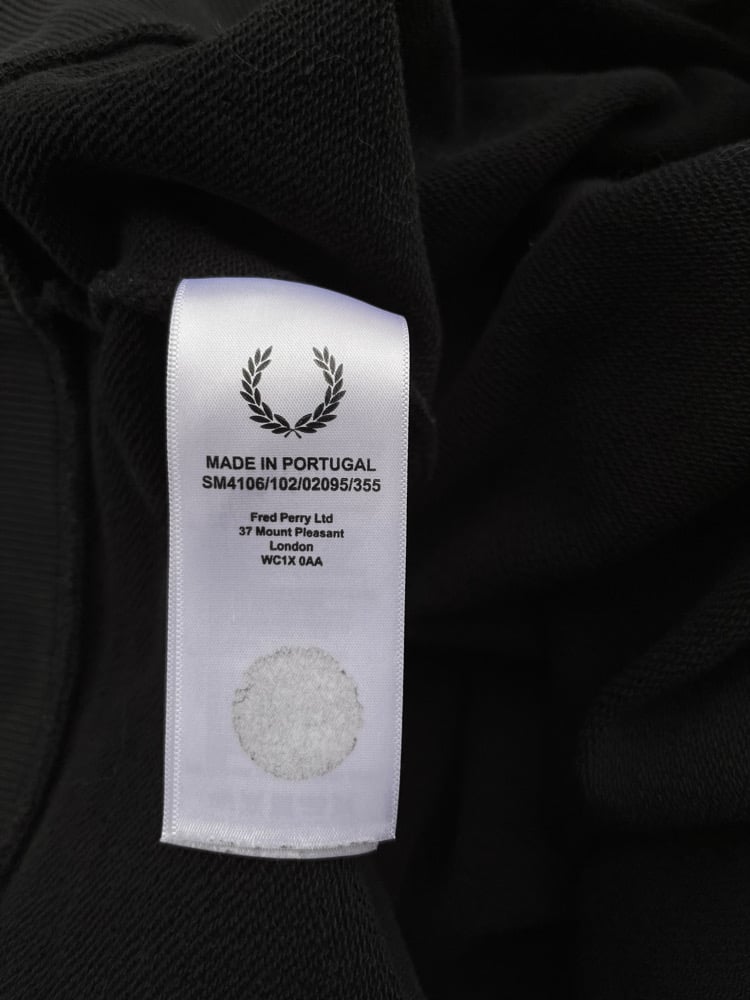 MADE IN PORTUGAL
SM4106/102/02095/355
Fred Perry Ltd
37 Mount Pleasant
London
WC1X 0AA